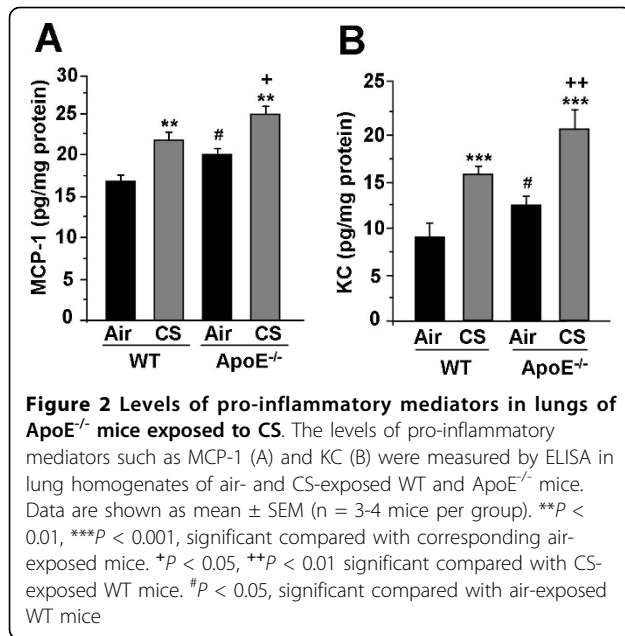 A
B
MCP-1 (pg/mg protein)
30
25
20
15
10
5
0
**
#
+
**
Air CS Air CS
WT ApoE-/-
KC (pg/mg protein)
25
20
15
10
5
0
***
#
++
***
Air CS Air CS
WT ApoE-/-
Figure 2 Levels of pro-inflammatory mediators in lungs of
ApoE-/- mice exposed to CS. The levels of pro-inflammatory
mediators such as MCP-1 (A) and KC (B) were measured by ELISA in
lung homogenates of air- and CS-exposed WT and ApoE-/- mice.
Data are shown as mean ± SEM (n = 3-4 mice per group). **P <
0.01, ***P < 0.001, significant compared with corresponding air-
exposed mice. +P < 0.05, ++P < 0.01 significant compared with CS-
exposed WT mice. #P < 0.05, significant compared with air-exposed
WT mice